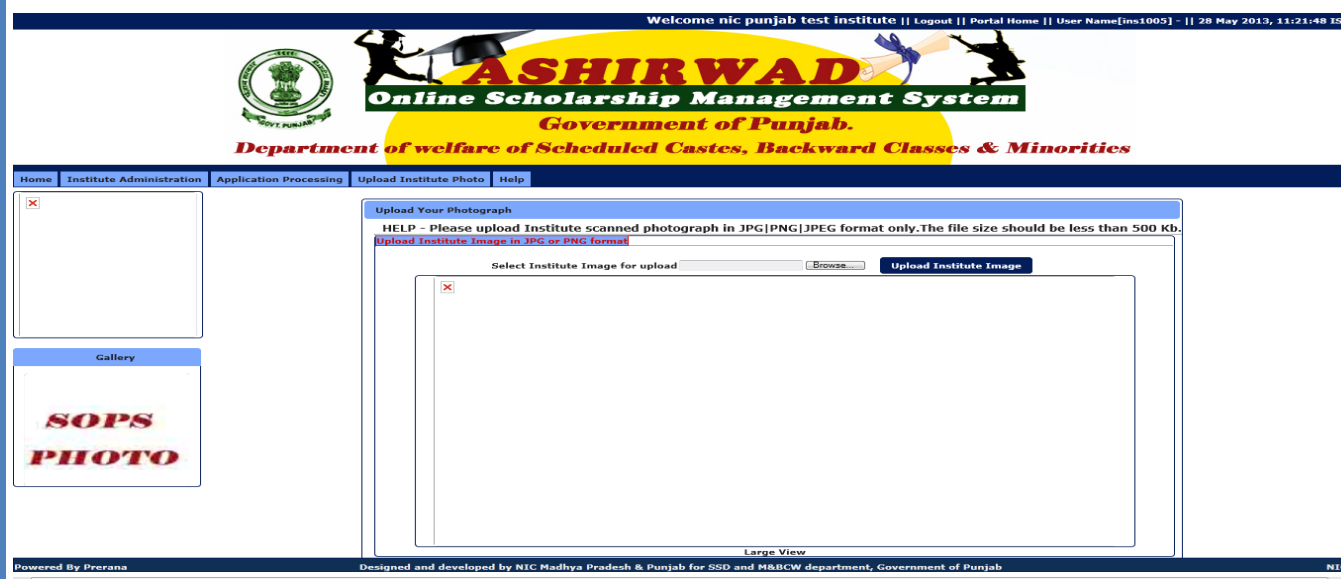 Welcome nic punjab test institute || Logout || Portal Home || User Name[ins1005] - || 28 May 2013, 11:21:48 IS
GOVT. PUNJAB
ASHIRWAD
Online Scholarship Management System
Government of Punjab.
Department of welfare of Scheduled Castes, Backward Classes & Minorities
Home Institute Administration Application Processing Upload Institute Photo Help
Upload Your Photograph
HELP - Please upload Institute scanned photograph in JPG|PNG|JPEG format only.The file size should be less than 500 Kb.
Upload Institute Image in JPG or PNG format
Select Institute Image for upload Browse... Upload Institute Image
Gallery
SOPS
PHOTO
Large View
Powered By Prerana Designed and developed by NIC Madhya Pradesh & Punjab for SSD and M&BCW department, Government of Punjab NI